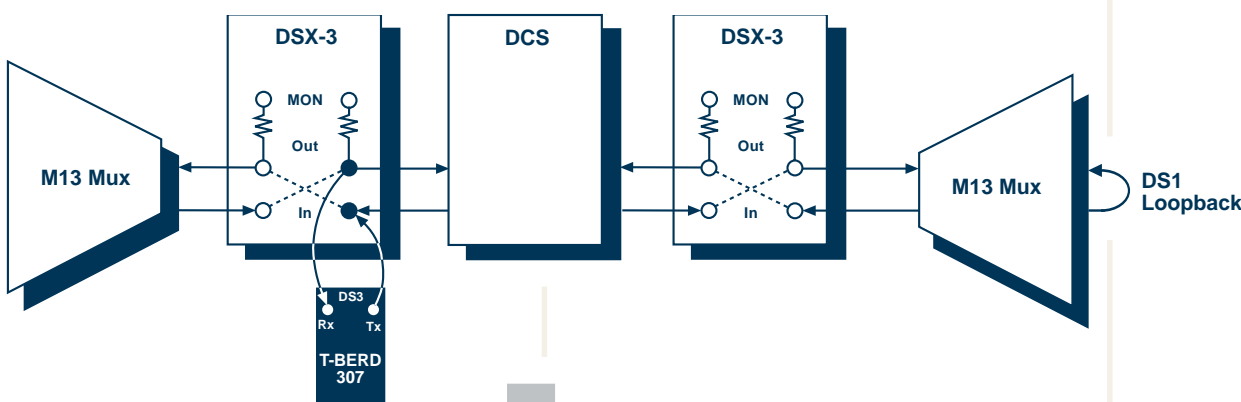 DSX-3
DCS
DSX-3
MON
MON
Out
Out
M13 Mux
M13 Mux
DS1
Loopback
In
In
DS3
Rx
Tx
T-BERD
307